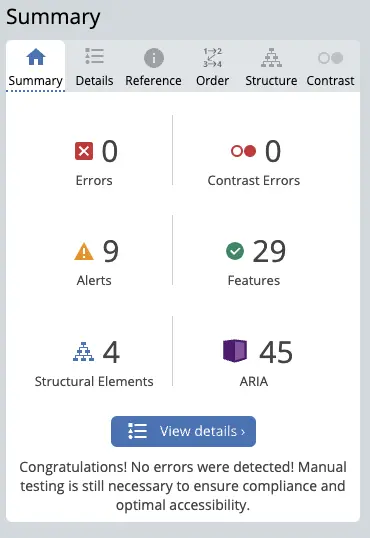 Summary
Summary Details Reference Order Structure Contrast
1→2
3→4
0 0
Errors Contrast Errors
9 29
Alerts Features
4 45
Structural Elements ARIA
View details ›
Congratulations! No errors were detected! Manual
testing is still necessary to ensure compliance and
optimal accessibility.